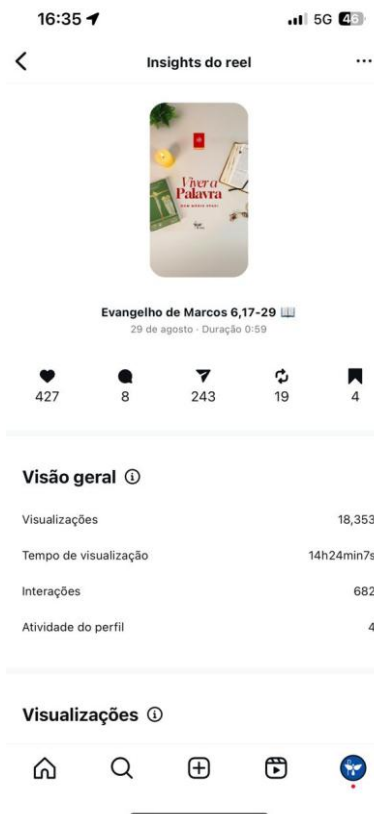 16:35
5G 46
Insights do reel
Viver a
Palavra
Evangelho de Marcos 6,17-29
29 de agosto · Duração 0:59
427 8 243 19 4
Visão geral
Visualizações 18,353
Tempo de visualização 14h24min7s
Interações 682
Atividade do perfil 4
Visualizações